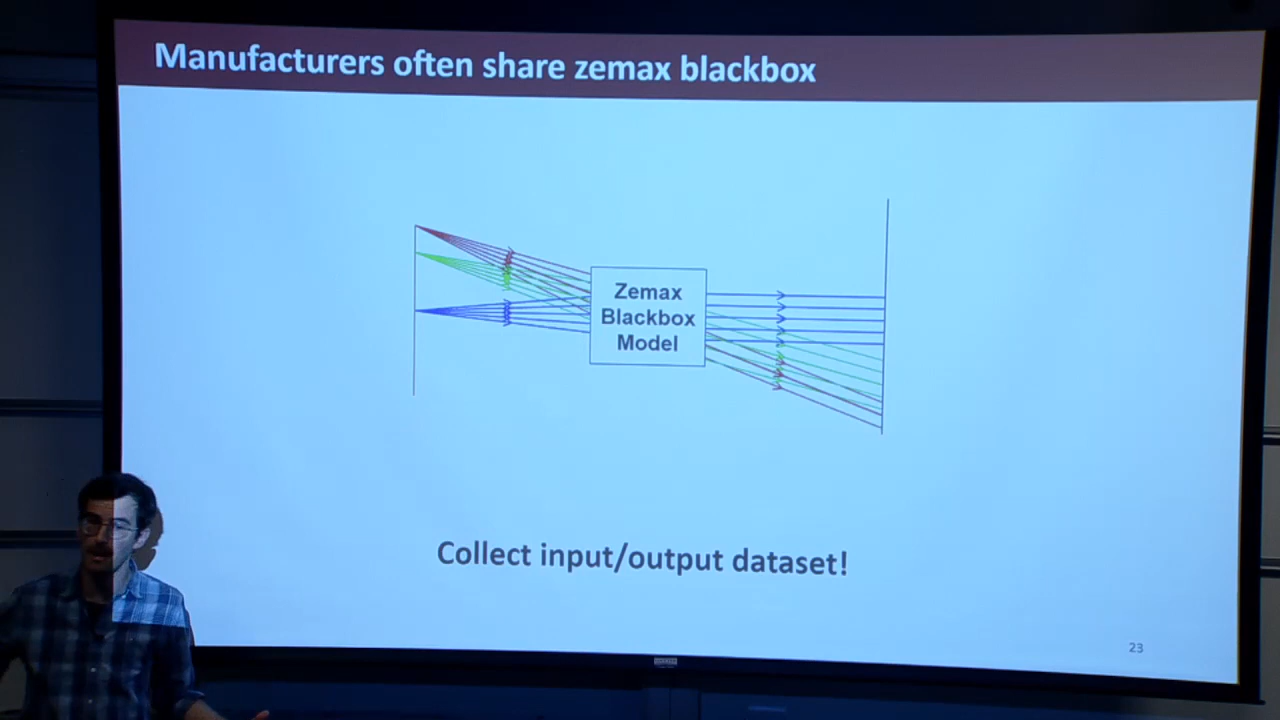 Manufacturers often share zemax blackbox
Zemax
Blackbox
Model
Collect input/output dataset!
23